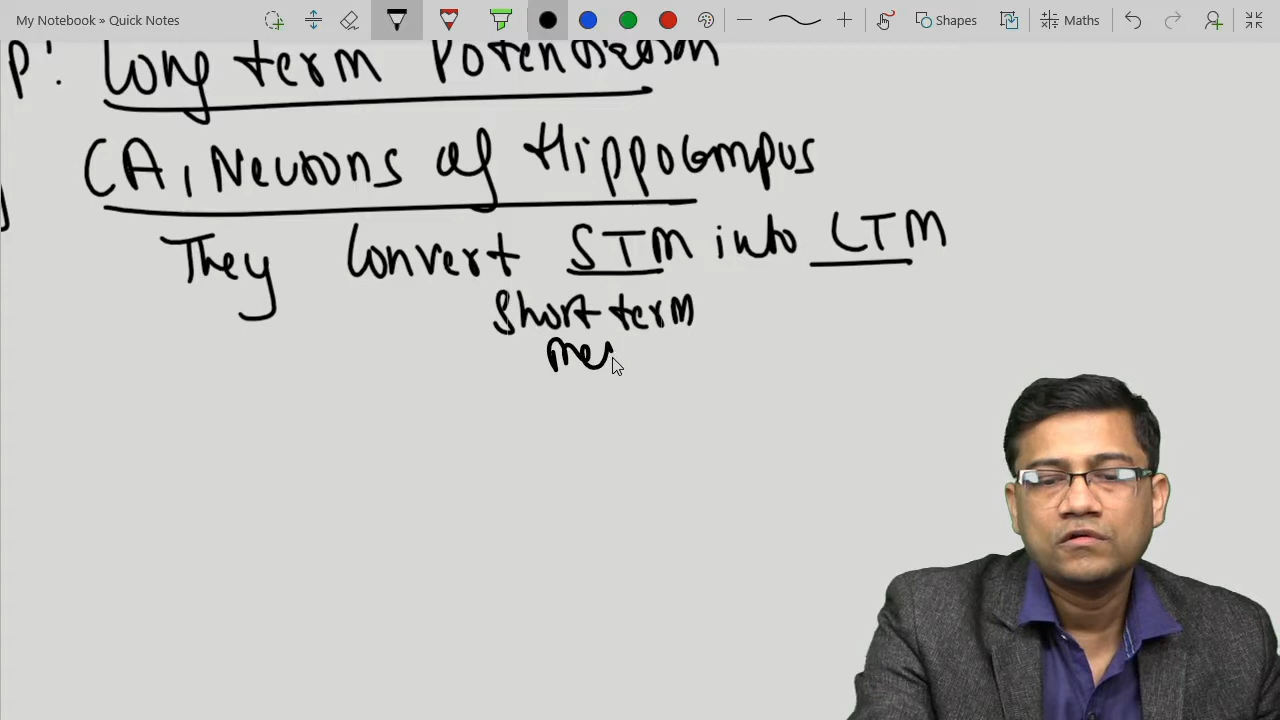 My Notebook » Quick Notes
Shapes
Maths
P: Long term Potentiation
CA1 Neurons of Hippocampus
They Convert STM into LTM
Short term
Me